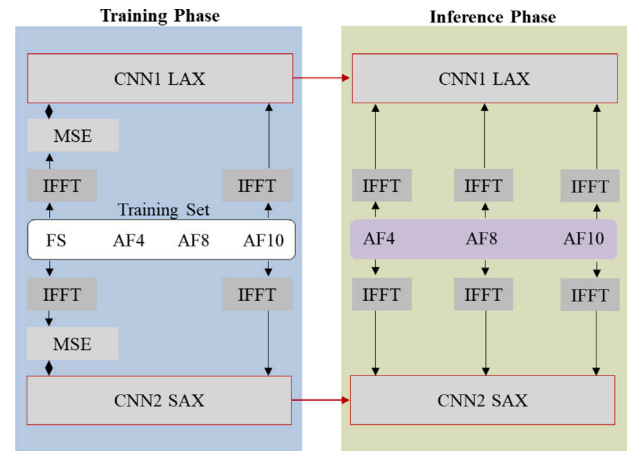 Training Phase
Inference Phase
CNN1 LAX
CNN1 LAX
MSE
IFFT
IFFT
IFFT
IFFT
IFFT
Training Set
FS AF4 AF8 AF10
AF4 AF8 AF10
IFFT
IFFT
IFFT
IFFT
IFFT
MSE
CNN2 SAX
CNN2 SAX